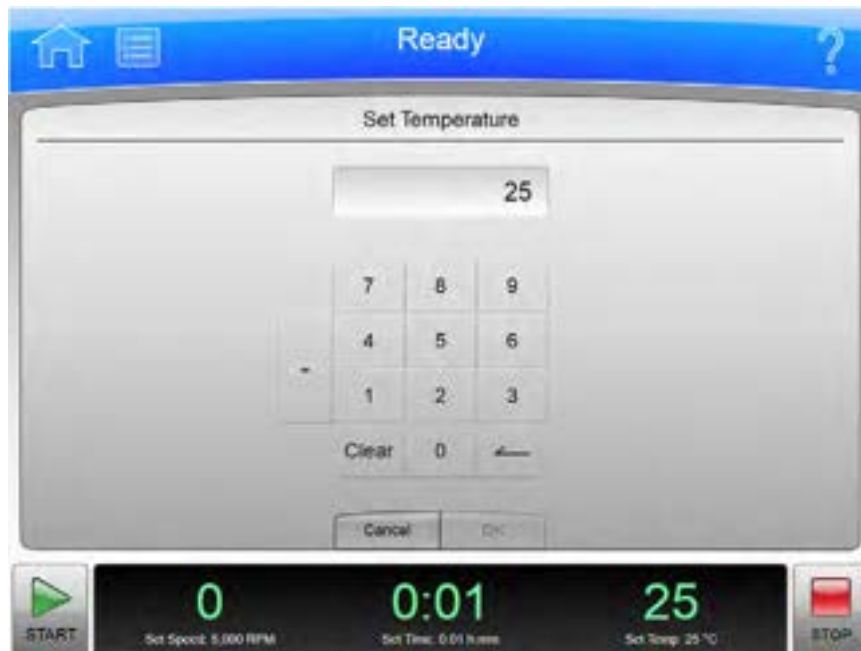 Ready
?
Set Temperature
25
7 8 9
4 5 6
-
1 2 3
Clear 0
Cancel OK
0 0:01 25
START Set Speed: 5,000 RPM Set Time: 0:01 h:mm Set Temp: 25 °C STOP